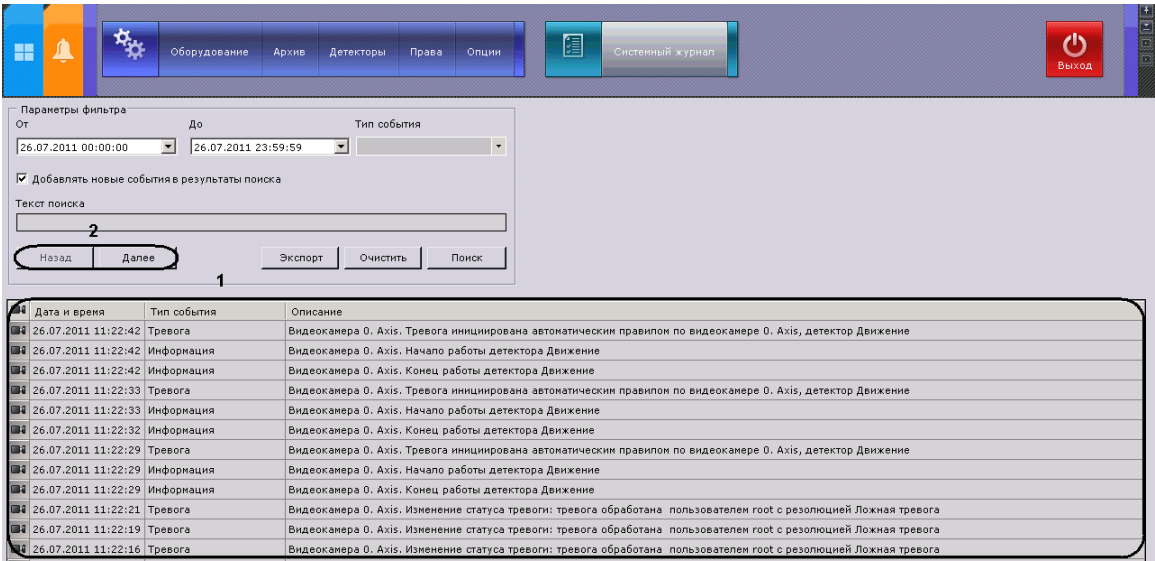 Оборудование Архив Детекторы Права Опции Системный журнал Выход
Параметры фильтра
От До Тип события
26.07.2011 00:00:00 26.07.2011 23:59:59
Добавлять новые события в результаты поиска
Текст поиска
2
Назад Далее Экспорт Очистить Поиск
1
Дата и время Тип события Описание
26.07.2011 11:22:42 Тревога Видеокамера 0. Axis. Тревога инициирована автоматическим правилом по видеокамере 0. Axis, детектор Движение
26.07.2011 11:22:42 Информация Видеокамера 0. Axis. Начало работы детектора Движение
26.07.2011 11:22:42 Информация Видеокамера 0. Axis. Конец работы детектора Движение
26.07.2011 11:22:33 Тревога Видеокамера 0. Axis. Тревога инициирована автоматическим правилом по видеокамере 0. Axis, детектор Движение
26.07.2011 11:22:33 Информация Видеокамера 0. Axis. Начало работы детектора Движение
26.07.2011 11:22:32 Информация Видеокамера 0. Axis. Конец работы детектора Движение
26.07.2011 11:22:29 Тревога Видеокамера 0. Axis. Тревога инициирована автоматическим правилом по видеокамере 0. Axis, детектор Движение
26.07.2011 11:22:29 Информация Видеокамера 0. Axis. Начало работы детектора Движение
26.07.2011 11:22:29 Информация Видеокамера 0. Axis. Конец работы детектора Движение
26.07.2011 11:22:21 Тревога Видеокамера 0. Axis. Изменение статуса тревоги: тревога обработана пользователем root с резолюцией Ложная тревога
26.07.2011 11:22:19 Тревога Видеокамера 0. Axis. Изменение статуса тревоги: тревога обработана пользователем root с резолюцией Ложная тревога
26.07.2011 11:22:16 Тревога Видеокамера 0. Axis. Изменение статуса тревоги: тревога обработана пользователем root с резолюцией Ложная тревога